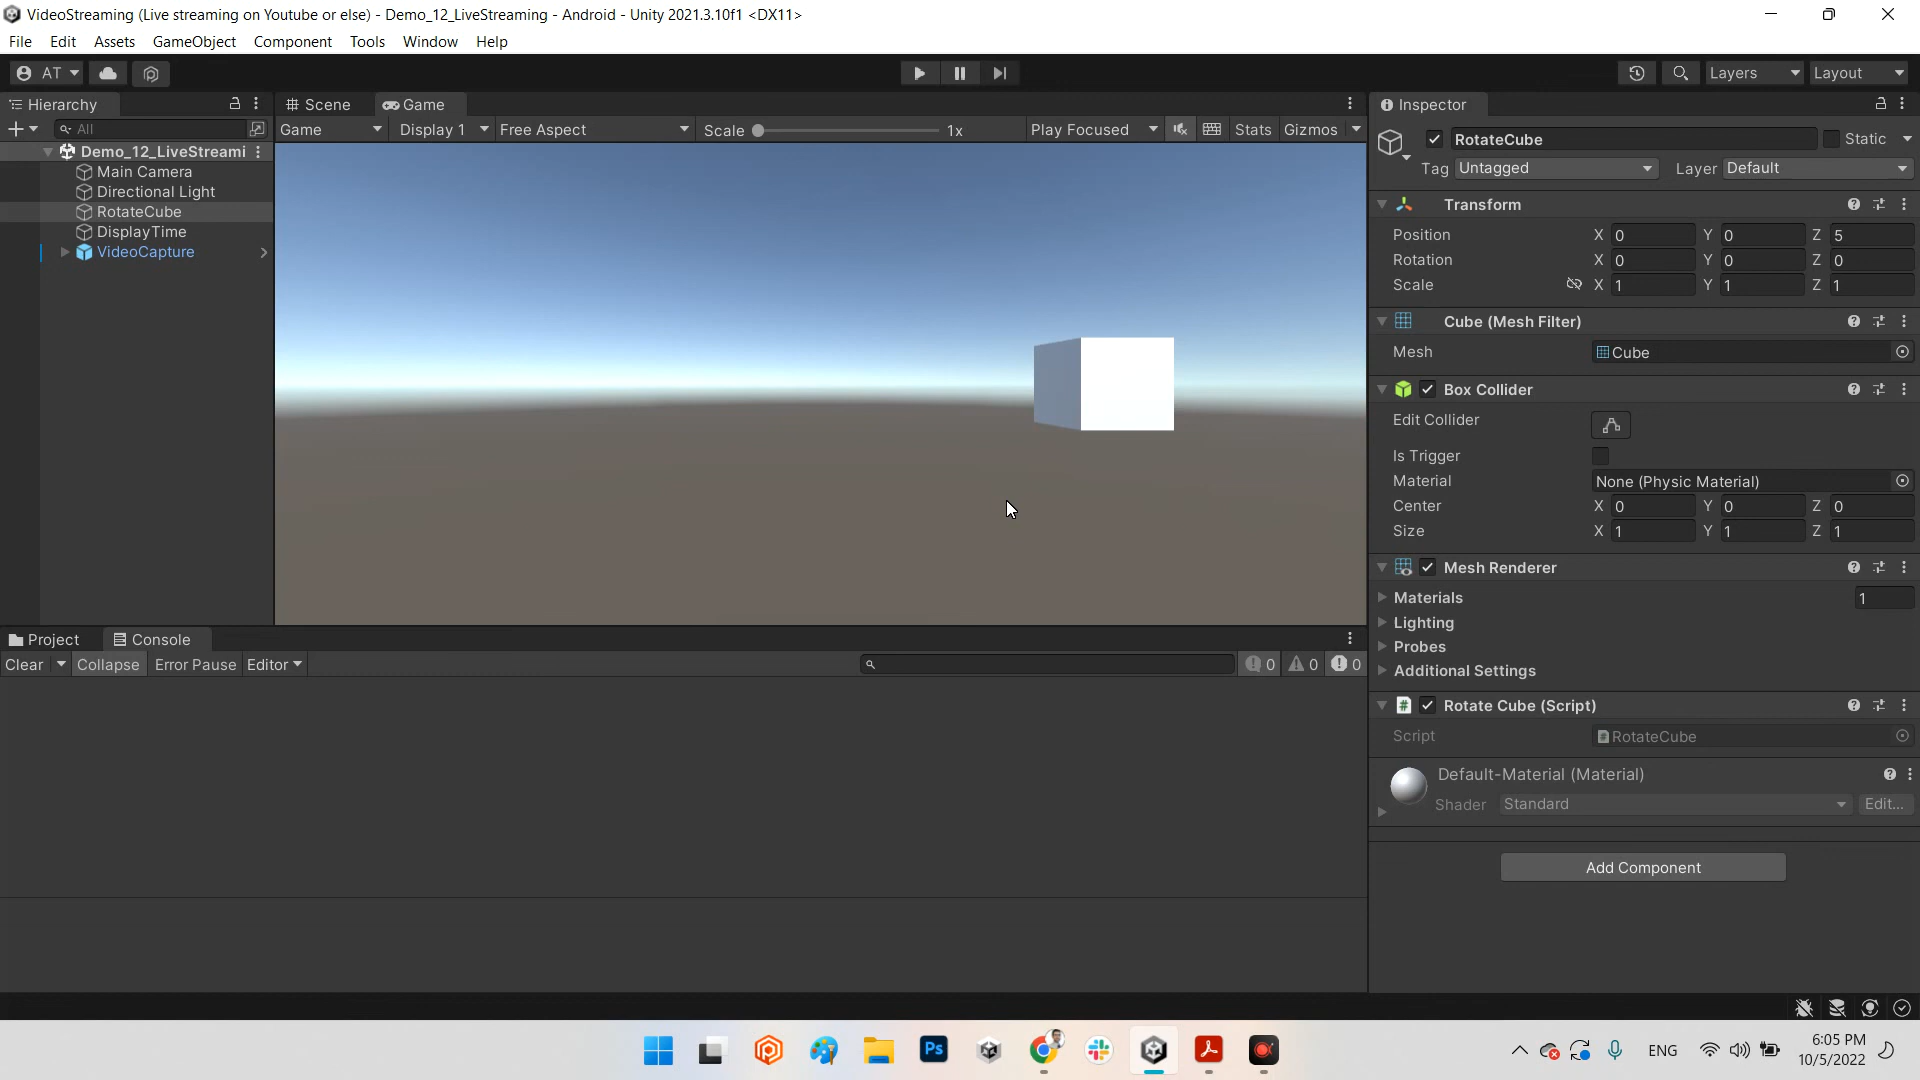 VideoStreaming (Live streaming on Youtube or else) - Demo_12_LiveStreaming - Android - Unity 2021.3.10f1 <DX11>
File Edit Assets GameObject Component Tools Window Help
AT Layers Layout
Hierarchy Scene Game Inspector
All Game Display 1 Free Aspect Scale 1x Play Focused Stats Gizmos
RotateCube Static
Tag Untagged Layer Default
Demo_12_LiveStreami
Main Camera
Directional Light
RotateCube
DisplayTime
VideoCapture
Transform
Position X 0 Y 0 Z 5
Rotation X 0 Y 0 Z 0
Scale X 1 Y 1 Z 1
Cube (Mesh Filter)
Mesh Cube
Box Collider
Edit Collider
Is Trigger
Material None (Physic Material)
Center X 0 Y 0 Z 0
Size X 1 Y 1 Z 1
Mesh Renderer
Materials 1
Lighting
Probes
Additional Settings
Rotate Cube (Script)
Script RotateCube
Default-Material (Material)
Shader Standard Edit...
Add Component
Project Console
Clear Collapse Error Pause Editor 0 0 0
Ps
ENG
6:05 PM
10/5/2022